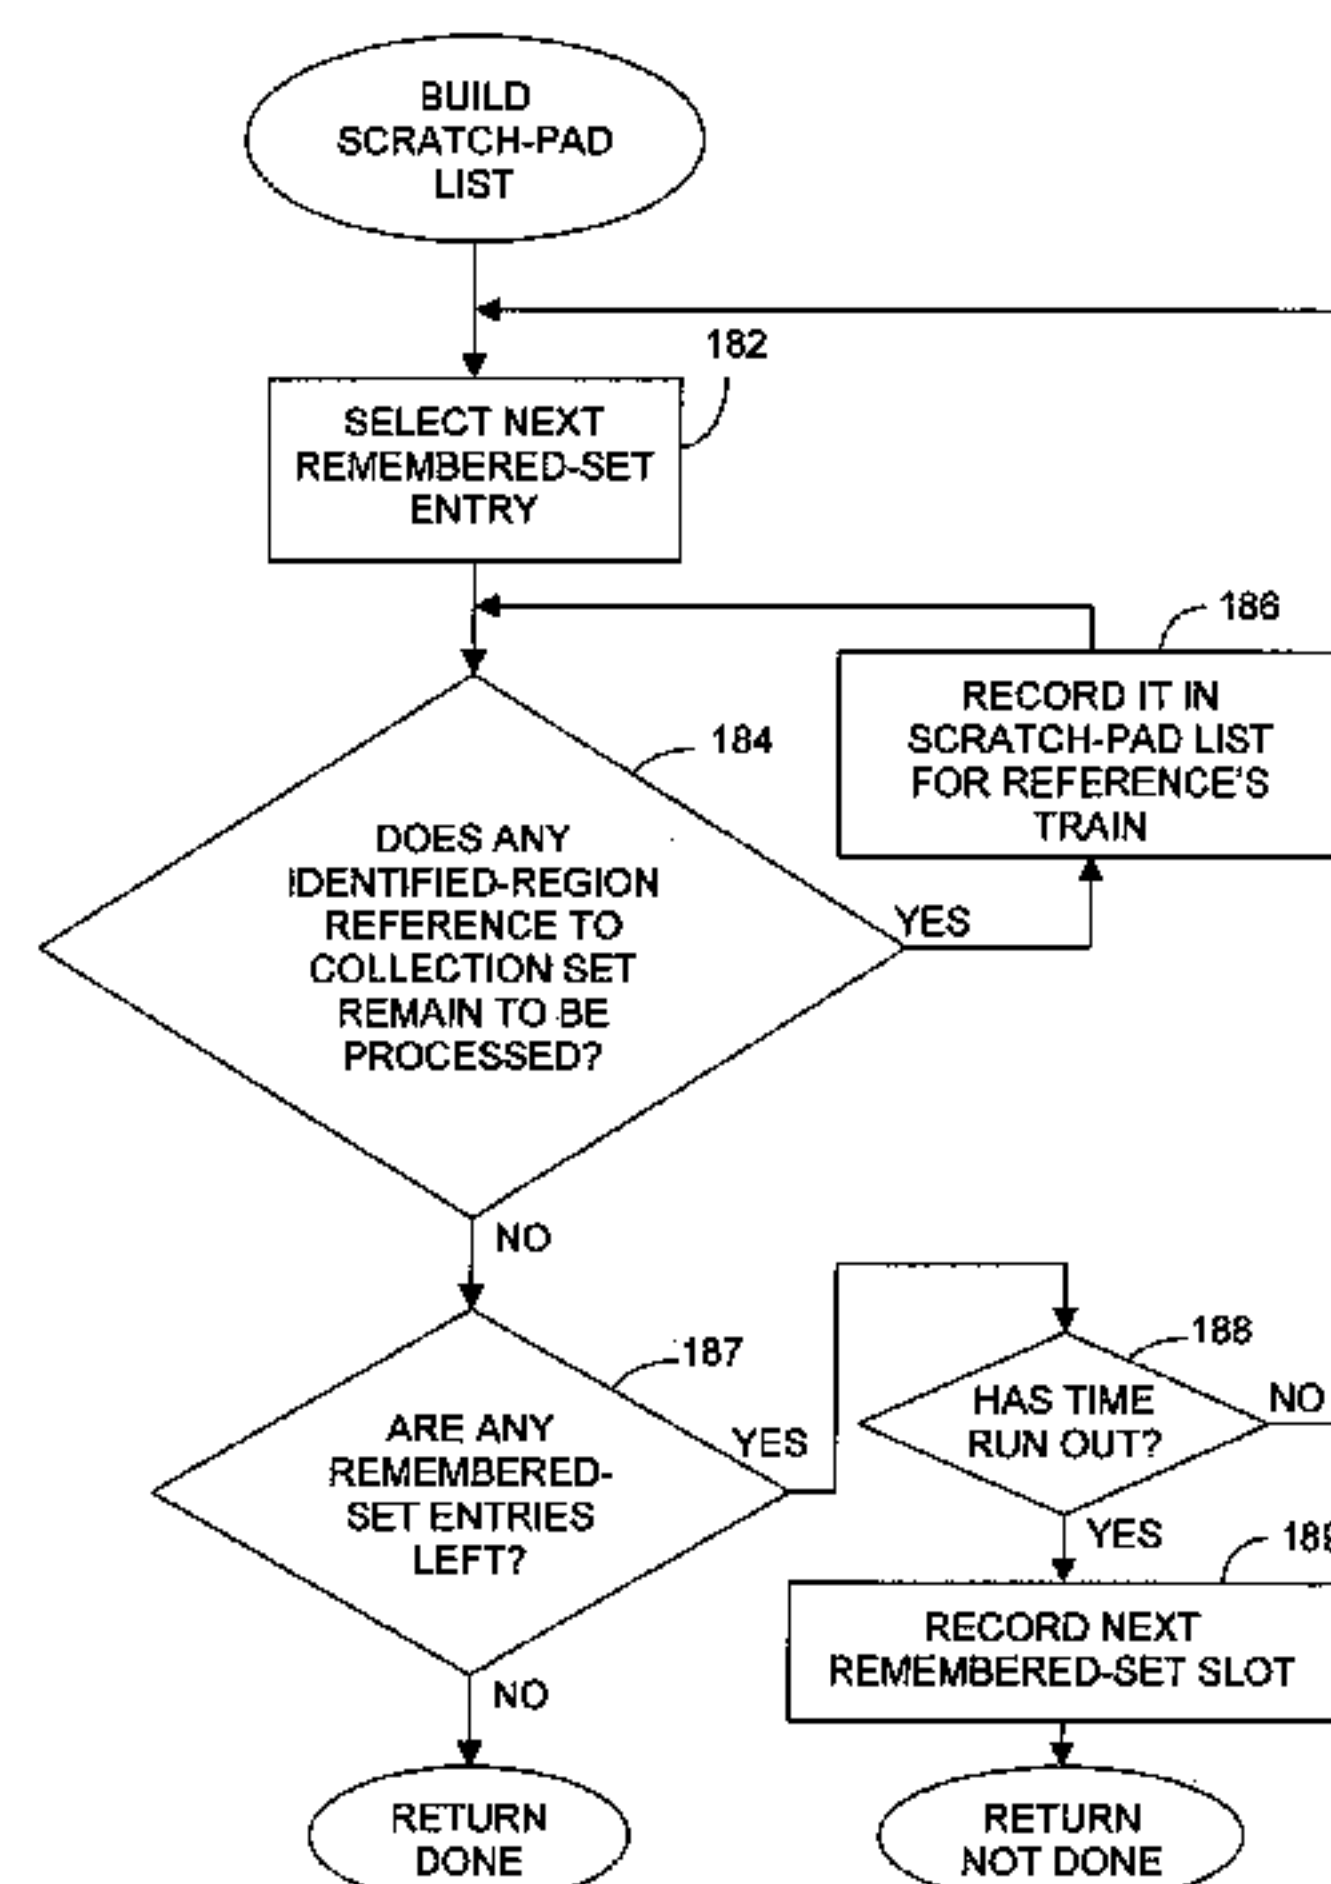 BUILD
SCRATCH-PAD
LIST
182
SELECT NEXT
REMEMBERED-SET
ENTRY
186
RECORD IT IN
SCRATCH-PAD LIST
FOR REFERENCE'S
TRAIN
184
DOES ANY
IDENTIFIED-REGION
REFERENCE TO
COLLECTION SET
REMAIN TO BE
PROCESSED?
YES
NO
187
ARE ANY
REMEMBERED-
SET ENTRIES
LEFT?
YES
188
HAS TIME
RUN OUT?
NO
YES
RECORD NEXT
REMEMBERED-SET SLOT
NO
RETURN
DONE
RETURN
NOT DONE